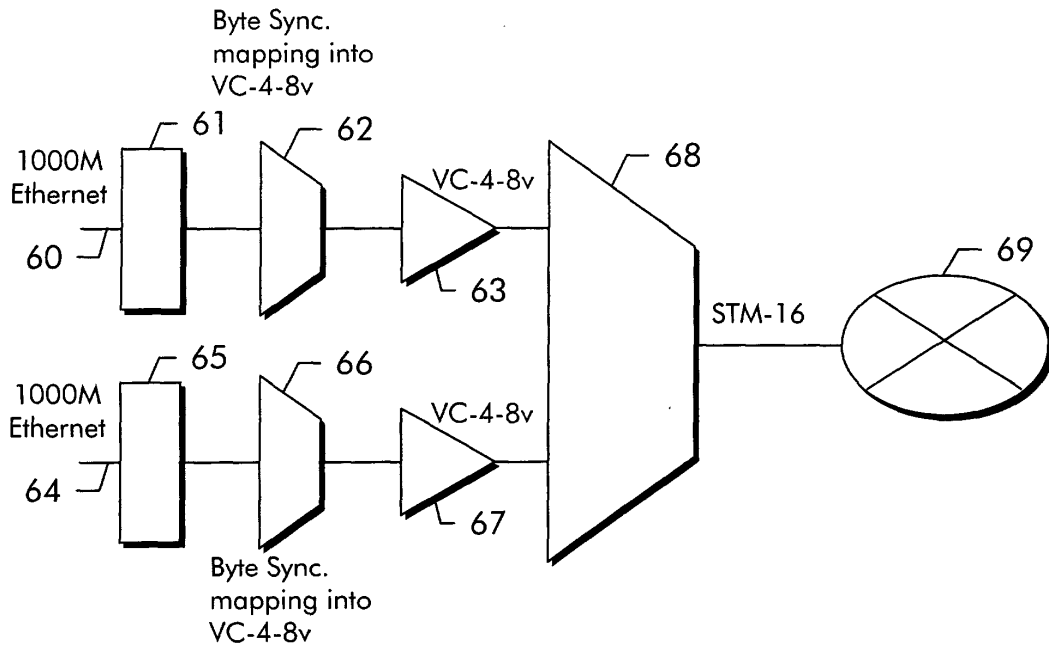 Byte Sync.
mapping into
VC-4-8v
61
62
1000M
Ethernet
60
VC-4-8v
63
68
69
STM-16
65
66
1000M
Ethernet
64
VC-4-8v
67
Byte Sync.
mapping into
VC-4-8v